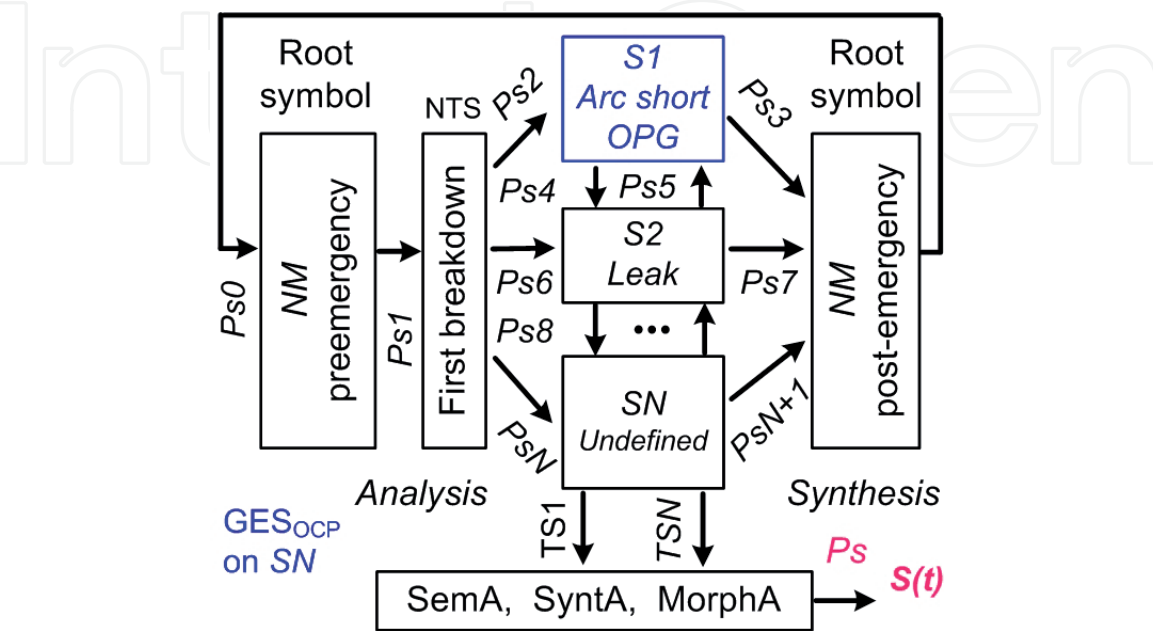 Root
symbol
NTS
Ps2
S1
Arc short
OPG
Ps3
Root
symbol
Ps0
NM
preemergency
Ps1
First breakdown
Ps4
Ps5
Ps6
S2
Leak
Ps7
Ps8
...
PsN
SN
Undefined
PsN+1
NM
post-emergency
Analysis
Synthesis
GESOCP
on SN
TS1
TSN
SemA, SyntA, MorphA
Ps
S(t)